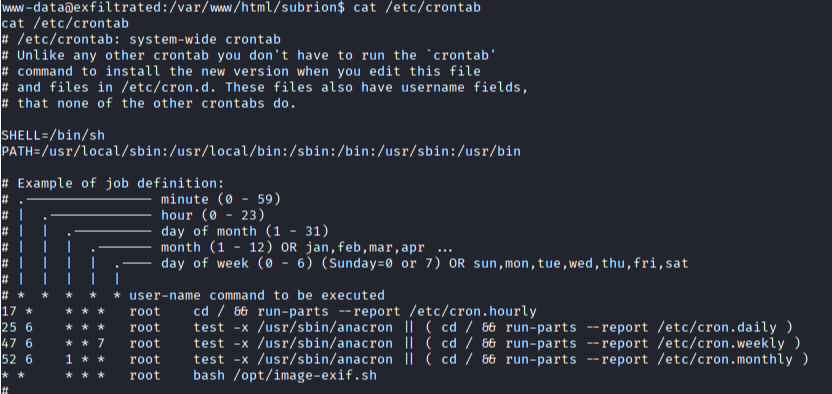 www-data@exfiltrated:/var/www/html/subrion$ cat /etc/crontab
cat /etc/crontab
# /etc/crontab: system-wide crontab
# Unlike any other crontab you don't have to run the `crontab'
# command to install the new version when you edit this file
# and files in /etc/cron.d. These files also have username fields,
# that none of the other crontabs do.

SHELL=/bin/sh
PATH=/usr/local/sbin:/usr/local/bin:/sbin:/bin:/usr/sbin:/usr/bin

# Example of job definition:
# .---------------- minute (0 - 59)
# |  .------------- hour (0 - 23)
# |  |  .---------- day of month (1 - 31)
# |  |  |  .------- month (1 - 12) OR jan,feb,mar,apr ...
# |  |  |  |  .---- day of week (0 - 6) (Sunday=0 or 7) OR sun,mon,tue,wed,thu,fri,sat
# |  |  |  |  |
# *  *  *  *  * user-name command to be executed
17 *    * * *   root    cd / && run-parts --report /etc/cron.hourly
25 6    * * *   root    test -x /usr/sbin/anacron || ( cd / && run-parts --report /etc/cron.daily )
47 6    * * 7   root    test -x /usr/sbin/anacron || ( cd / && run-parts --report /etc/cron.weekly )
52 6    1 * *   root    test -x /usr/sbin/anacron || ( cd / && run-parts --report /etc/cron.monthly )
* *     * * *   root    bash /opt/image-exif.sh
#